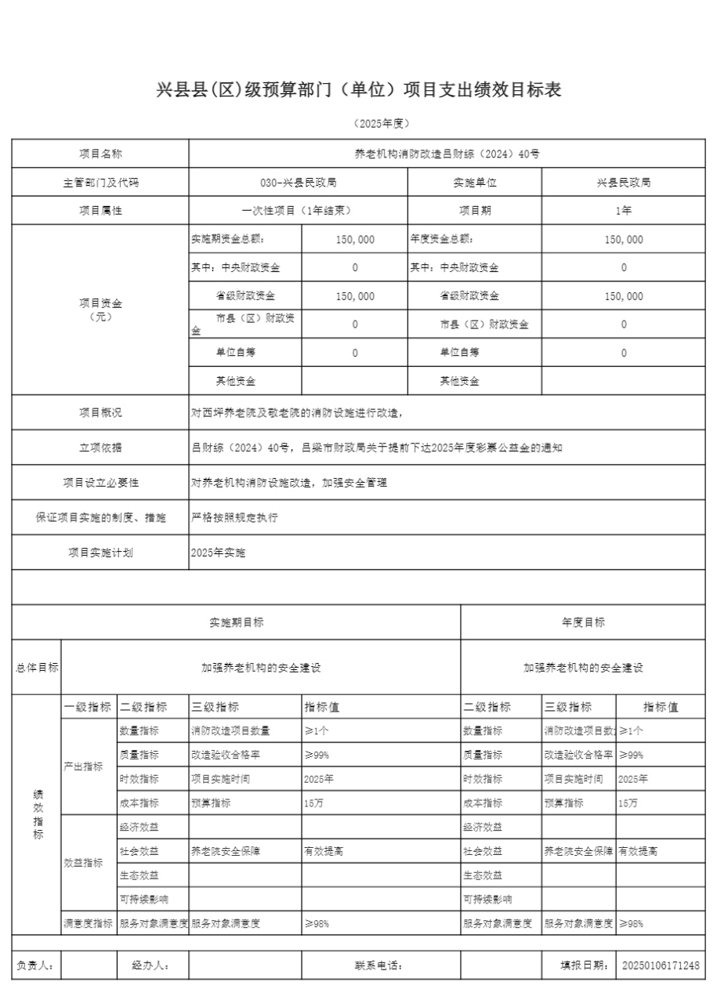 兴县县(区)级预算部门（单位）项目支出绩效目标表
（2025年度）
项目名称 养老机构消防改造吕财综（2024）40号
主管部门及代码 030-兴县民政局 实施单位 兴县民政局
项目属性 一次性项目（1年结束） 项目期 1年
项目资金
（元）
实施期资金总额： 150,000 年度资金总额： 150,000
其中：中央财政资金 0 其中：中央财政资金 0
省级财政资金 150,000 省级财政资金 150,000
市县（区）财政资
金 0 市县（区）财政资金 0
单位自筹 0 单位自筹 0
其他资金 其他资金
项目概况 对西坪养老院及敬老院的消防设施进行改造，
立项依据 吕财综（2024）40号，吕梁市财政局关于提前下达2025年度彩票公益金的通知
项目设立必要性 对养老机构消防设施改造，加强安全管理
保证项目实施的制度、措施 严格按照规定执行
项目实施计划 2025年实施
实施期目标 年度目标
总体目标 加强养老机构的安全建设 加强养老机构的安全建设
绩
效
指
标
一级指标 二级指标 三级指标 指标值 二级指标 三级指标 指标值
产出指标
数量指标 消防改造项目数量 ≥1个 数量指标 消防改造项目数 ≥1个
质量指标 改造验收合格率 ≥99% 质量指标 改造验收合格率 ≥99%
时效指标 项目实施时间 2025年 时效指标 项目实施时间 2025年
成本指标 预算指标 15万 成本指标 预算指标 15万
效益指标
经济效益 经济效益
社会效益 养老院安全保障 有效提高 社会效益 养老院安全保障 有效提高
生态效益 生态效益
可持续影响 可持续影响
满意度指标 服务对象满意度 服务对象满意度 ≥98% 服务对象满意度 服务对象满意度 ≥98%
负责人： 经办人： 联系电话： 填报日期： 20250106171248